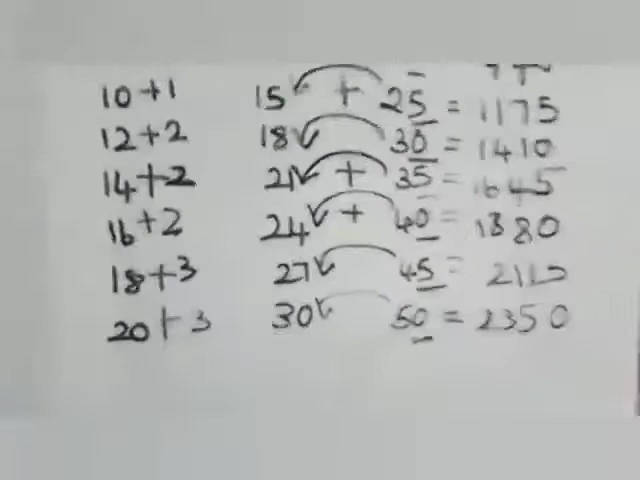 10+1 15 + 25 = 1175
12+2 18 30 = 1410
14+2 21 + 35 = 1645
16+2 24 + 40 = 1880
18+3 27 45 = 2115
20+3 30 50 = 2350